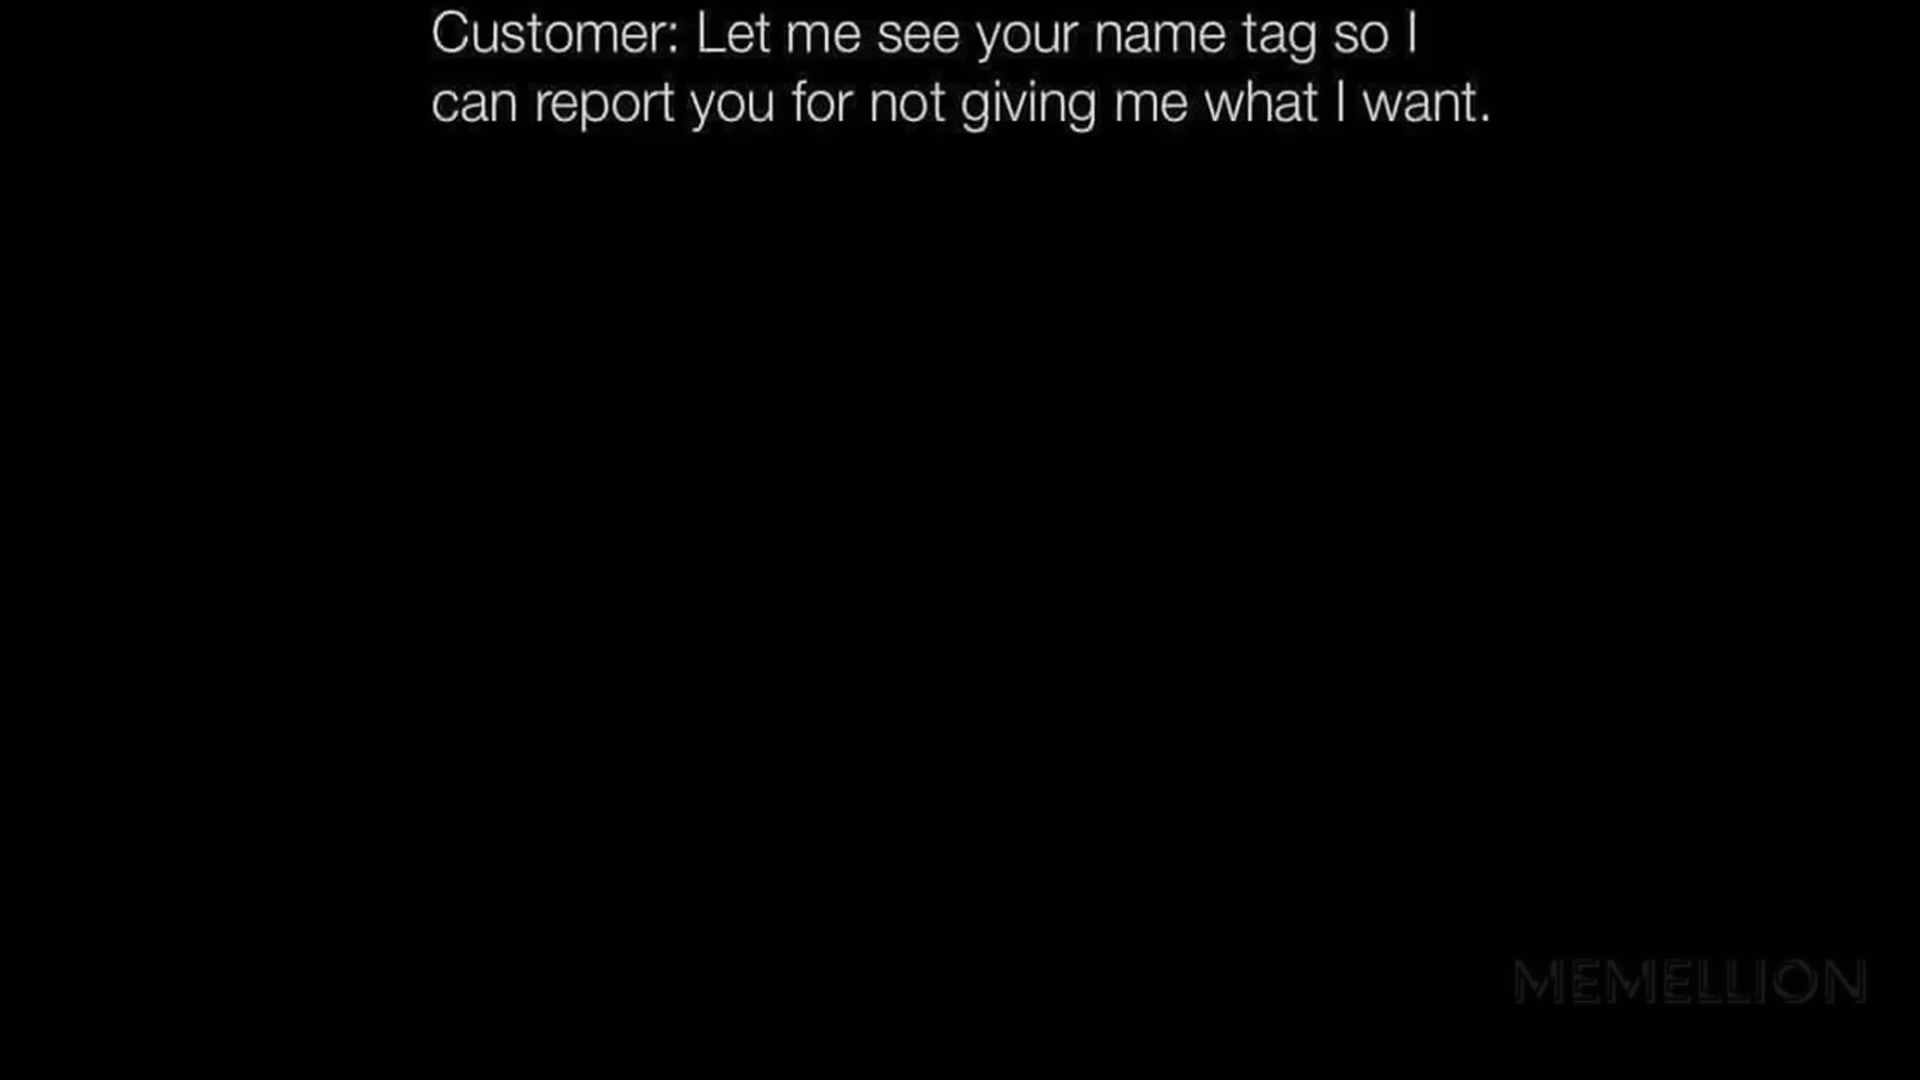 Customer: Let me see your name tag so I
can report you for not giving me what I want.
MEMELLION